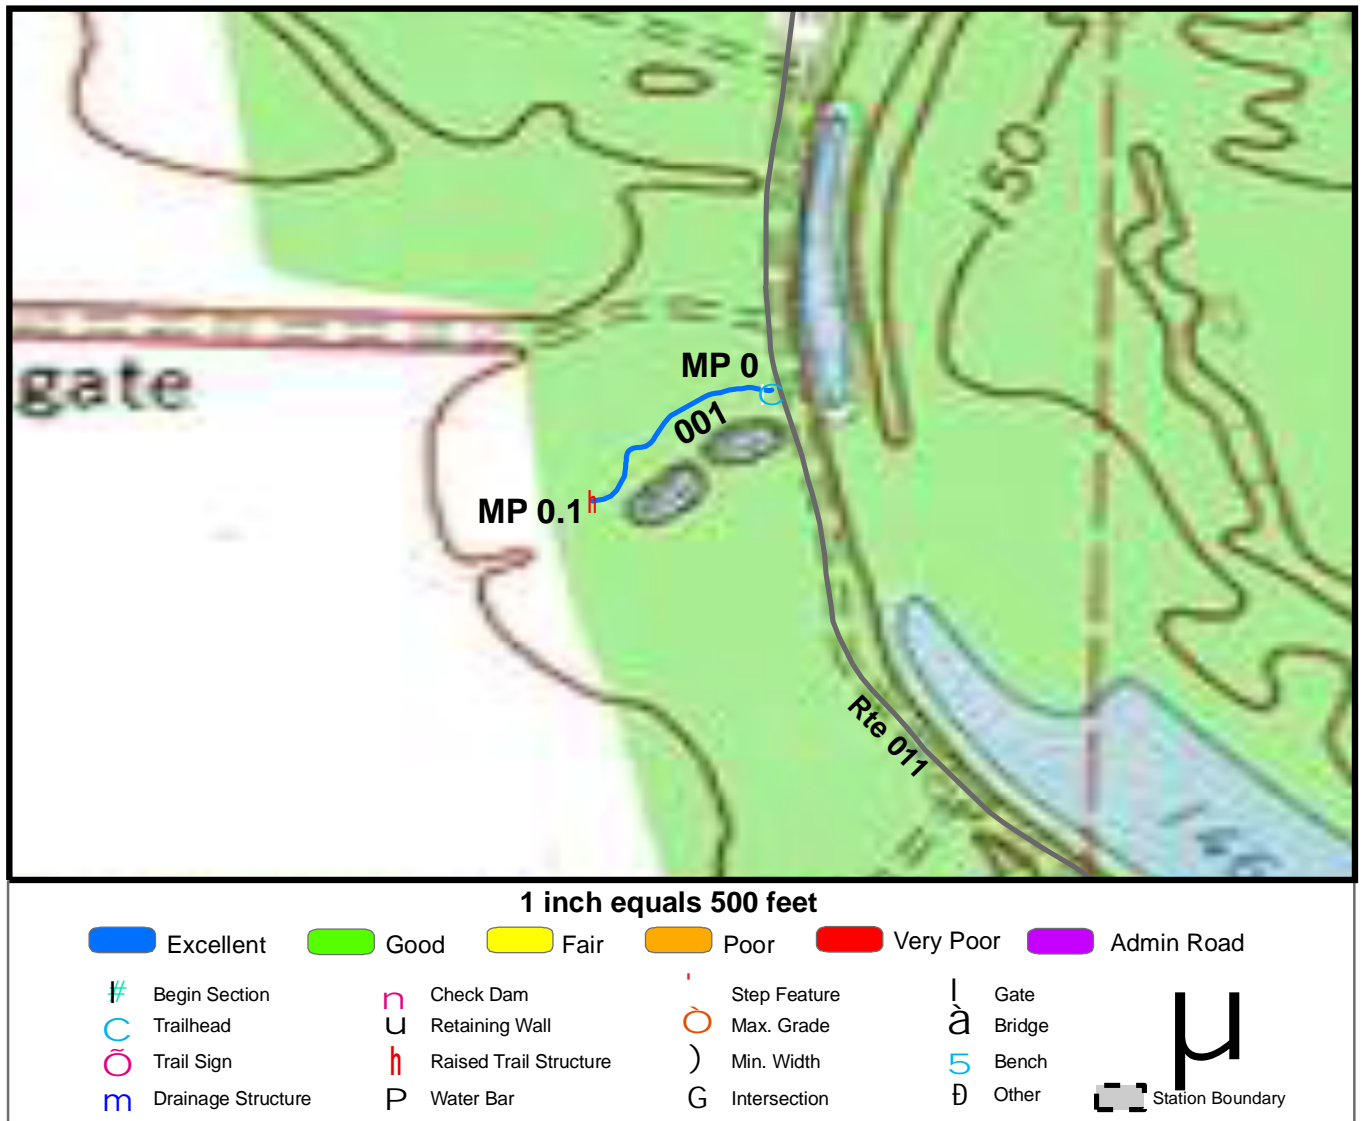 150
gate
MP 0
001
MP 0.1
Rte 011
146
1 inch equals 500 feet
Excellent Good Fair Poor Very Poor Admin Road
# Begin Section n Check Dam ' Step Feature I Gate
C Trailhead u Retaining Wall Ò Max. Grade à Bridge
Õ Trail Sign h Raised Trail Structure ) Min. Width 5 Bench
m Drainage Structure P Water Bar G Intersection Ð Other
µ
Station Boundary